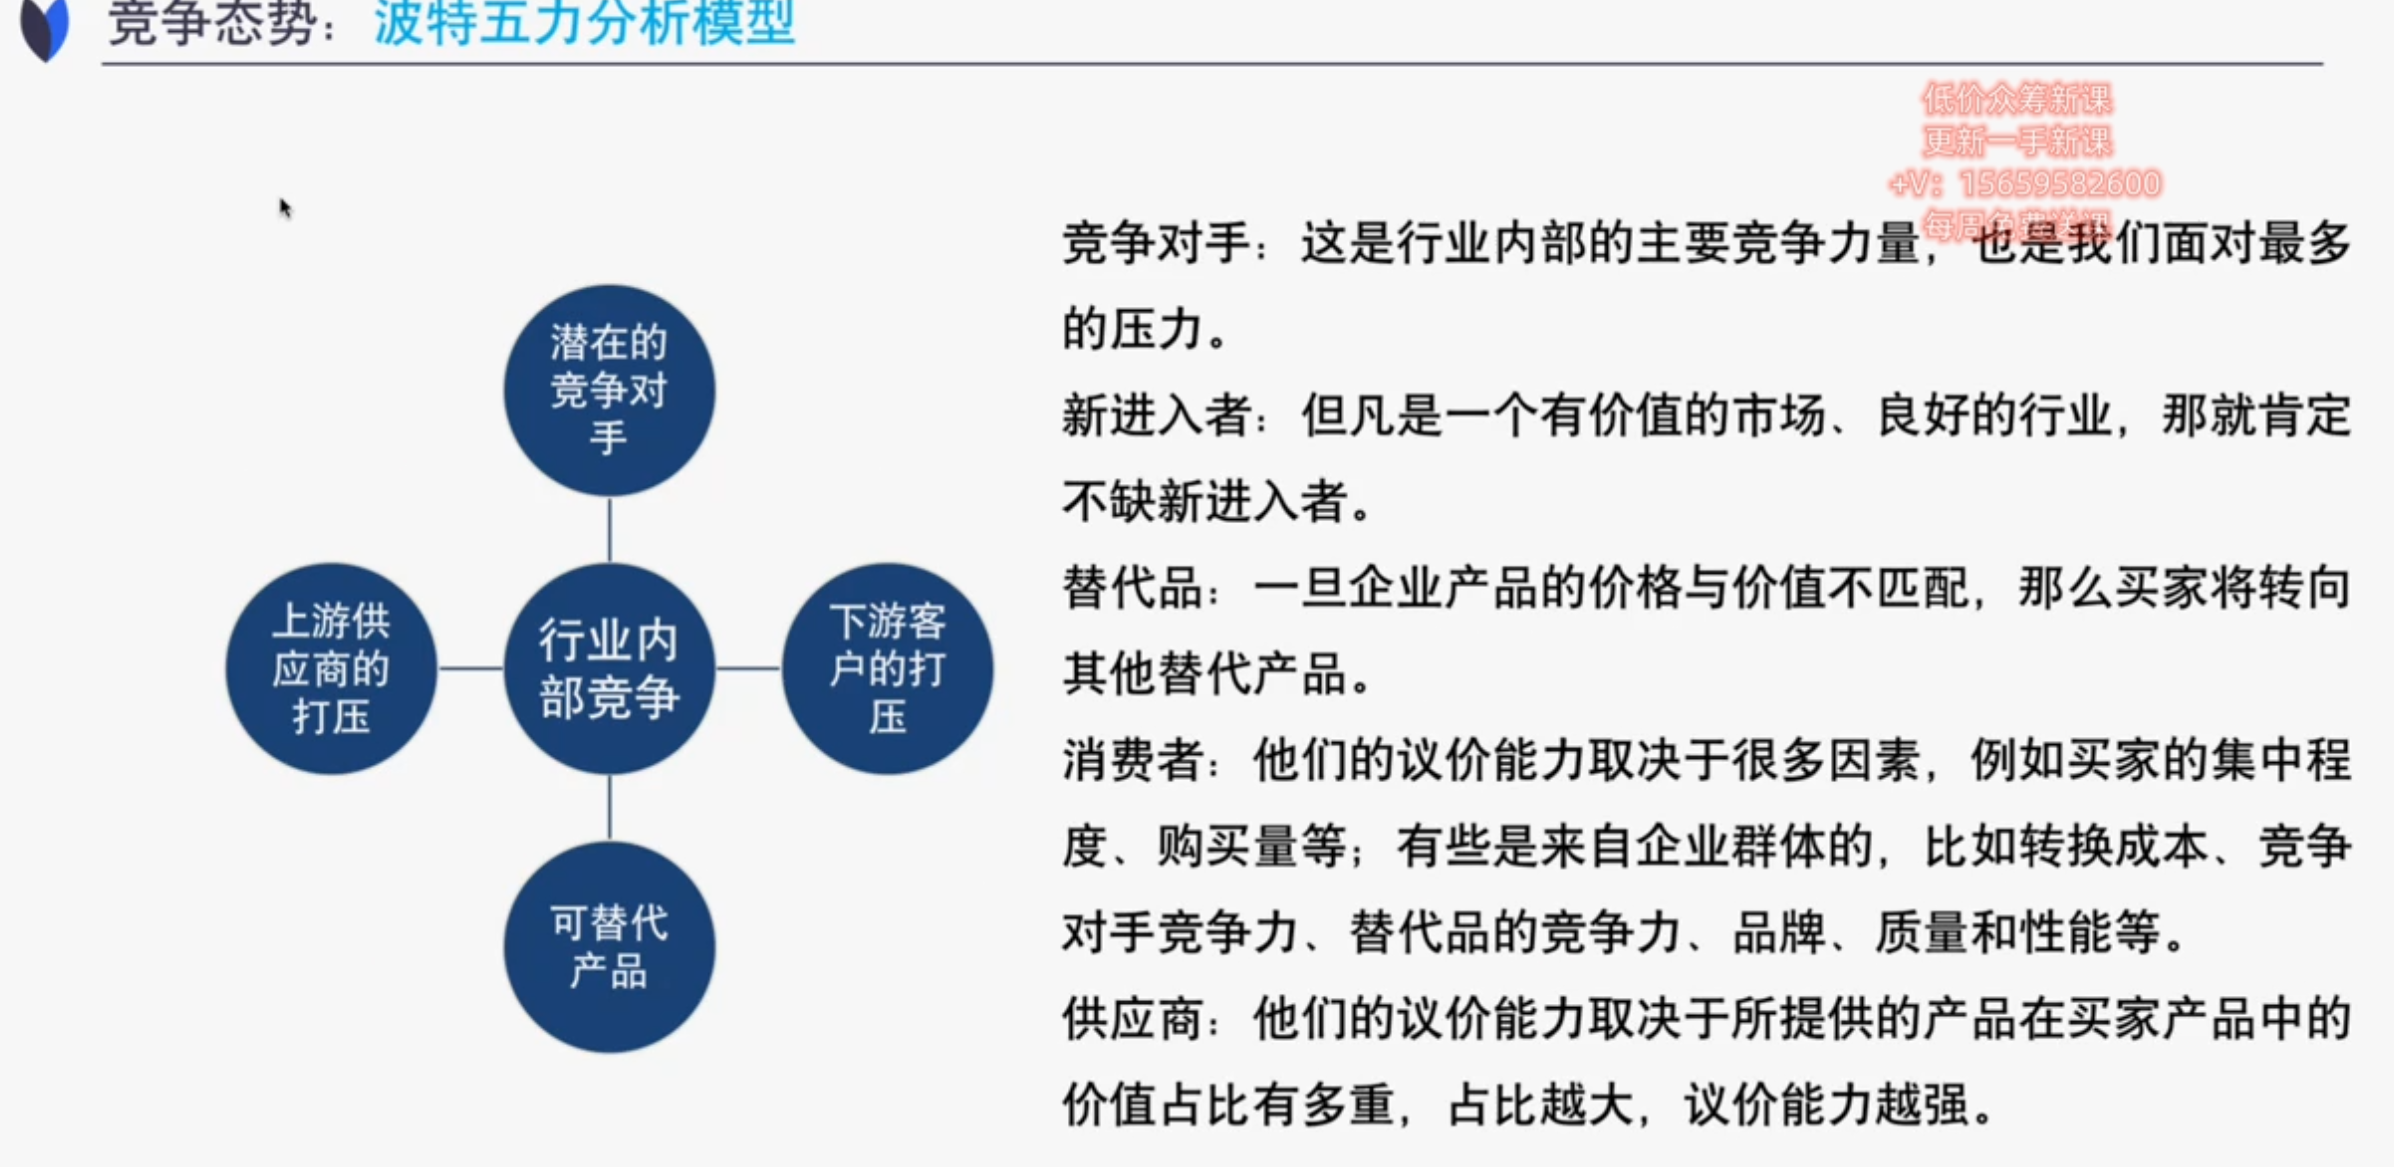 竞争态势：波特五力分析模型
低价众筹新课
更新一手新课
+V：15659582600
每周免费送课
竞争对手：这是行业内部的主要竞争力量，也是我们面对最多
的压力。
新进入者：但凡是一个有价值的市场、良好的行业，那就肯定
不缺新进入者。
替代品：一旦企业产品的价格与价值不匹配，那么买家将转向
其他替代产品。
消费者：他们的议价能力取决于很多因素，例如买家的集中程
度、购买量等；有些是来自企业群体的，比如转换成本、竞争
对手竞争力、替代品的竞争力、品牌、质量和性能等。
供应商：他们的议价能力取决于所提供的产品在买家产品中的
价值占比有多重，占比越大，议价能力越强。
潜在的
竞争对
手
上游供
应商的
打压
行业内
部竞争
下游客
户的打
压
可替代
产品